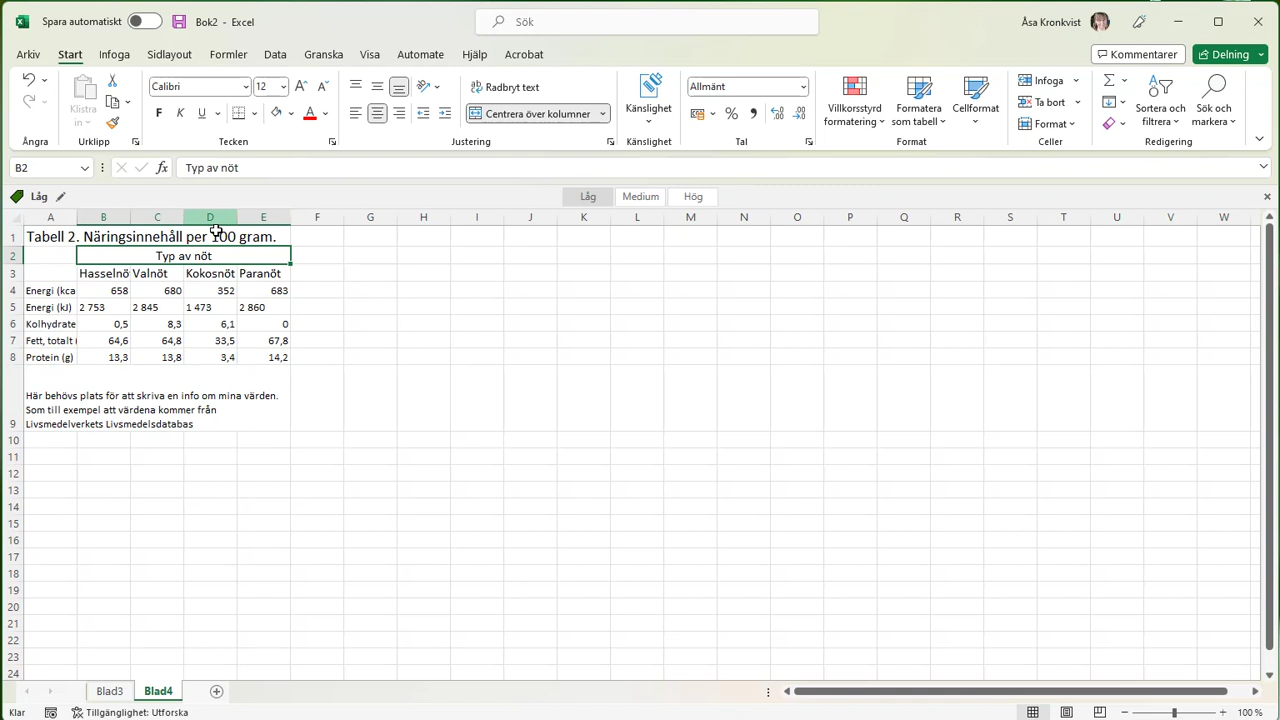 Spara automatiskt Bok2 - Excel Sök Åsa Kronkvist
Arkiv Start Infoga Sidlayout Formler Data Granska Visa Automate Hjälp Acrobat Kommentarer Delning
Klistra in Calibri 12 Radbryt text Centrera över kolumner Känslighet Allmänt Villkorsstyrd formatering Formatera som tabell Cellformat Infoga Ta bort Format Sortera och filtrera Sök och markera
Ångra Urklipp Tecken Justering Känslighet Tal Format Celler Redigering
B2 fx Typ av nöt
Låg Låg Medium Hög
A B C D E F G H I J K L M N O P Q R S T U V W
1 Tabell 2. Näringsinnehåll per 100 gram.
2 Typ av nöt
3 Hasselnö Valnöt Kokosnöt Paranöt
4 Energi (kca 658 680 352 683
5 Energi (kJ) 2 753 2 845 1 473 2 860
6 Kolhydrate 0,5 8,3 6,1 0
7 Fett, totalt 64,6 64,8 33,5 67,8
8 Protein (g) 13,3 13,8 3,4 14,2
Här behövs plats för att skriva en info om mina värden.
Som till exempel att värdena kommer från
9 Livsmedelverkets Livsmedelsdatabas
10
11
12
13
14
15
16
17
18
19
20
21
22
23
24
Blad3 Blad4
Klar Tillgänglighet: Utforska 100 %